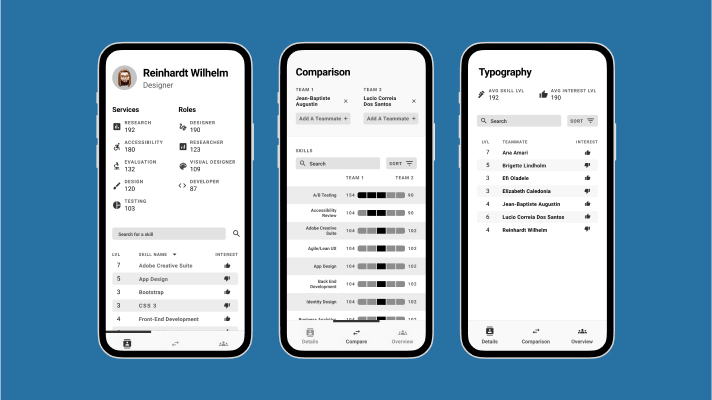 Reinhardt Wilhelm
Designer
Services
RESEARCH
192
ACCESSIBILITY
180
EVALUATION
132
DESIGN
120
TESTING
103
Roles
DESIGNER
190
RESEARCHER
123
VISUAL DESIGNER
109
DEVELOPER
87
Search for a skill
LVL SKILL NAME INTEREST
7 Adobe Creative Suite
5 App Design
3 Bootstrap
3 CSS 3
4 Front-End Development
Comparison
TEAM 1
Jean-Baptiste
Augustin
Add A Teammate +
TEAM 2
Lucio Correia
Dos Santos
Add A Teammate +
SKILLS
Search SORT
TEAM 1 TEAM 2
A/B Testing 154 90
Accessibility
Review 104 90
Adobe Creative
Suite 104 102
Agile/Lean UX 104 102
App Design 104 102
Back End
Development 104 102
Identity Design 104 102
Details Compare Overview
Typography
AVG SKILL LVL
192
AVG INTEREST LVL
190
Search SORT
LVL TEAMMATE INTEREST
7 Ana Amari
5 Brigette Lindholm
3 Efi Oladele
3 Elizabeth Caledonia
4 Jean-Baptiste Augustin
6 Lucio Correia Dos Santos
4 Reinhardt Wilhelm
Details Comparison Overview